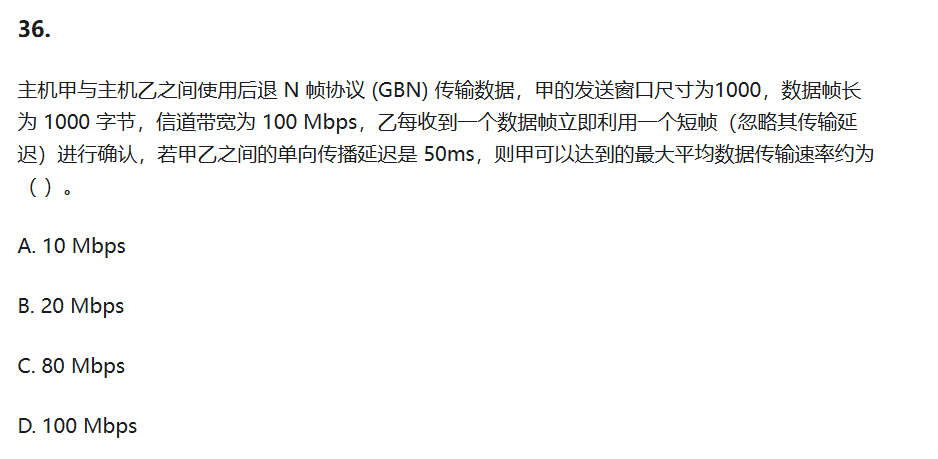 36.
主机甲与主机乙之间使用后退 N 帧协议 (GBN) 传输数据，甲的发送窗口尺寸为1000，数据帧长
为 1000 字节，信道带宽为 100 Mbps，乙每收到一个数据帧立即利用一个短帧（忽略其传输延
迟）进行确认，若甲乙之间的单向传播延迟是 50ms，则甲可以达到的最大平均数据传输速率约为
（ ）。
A. 10 Mbps
B. 20 Mbps
C. 80 Mbps
D. 100 Mbps